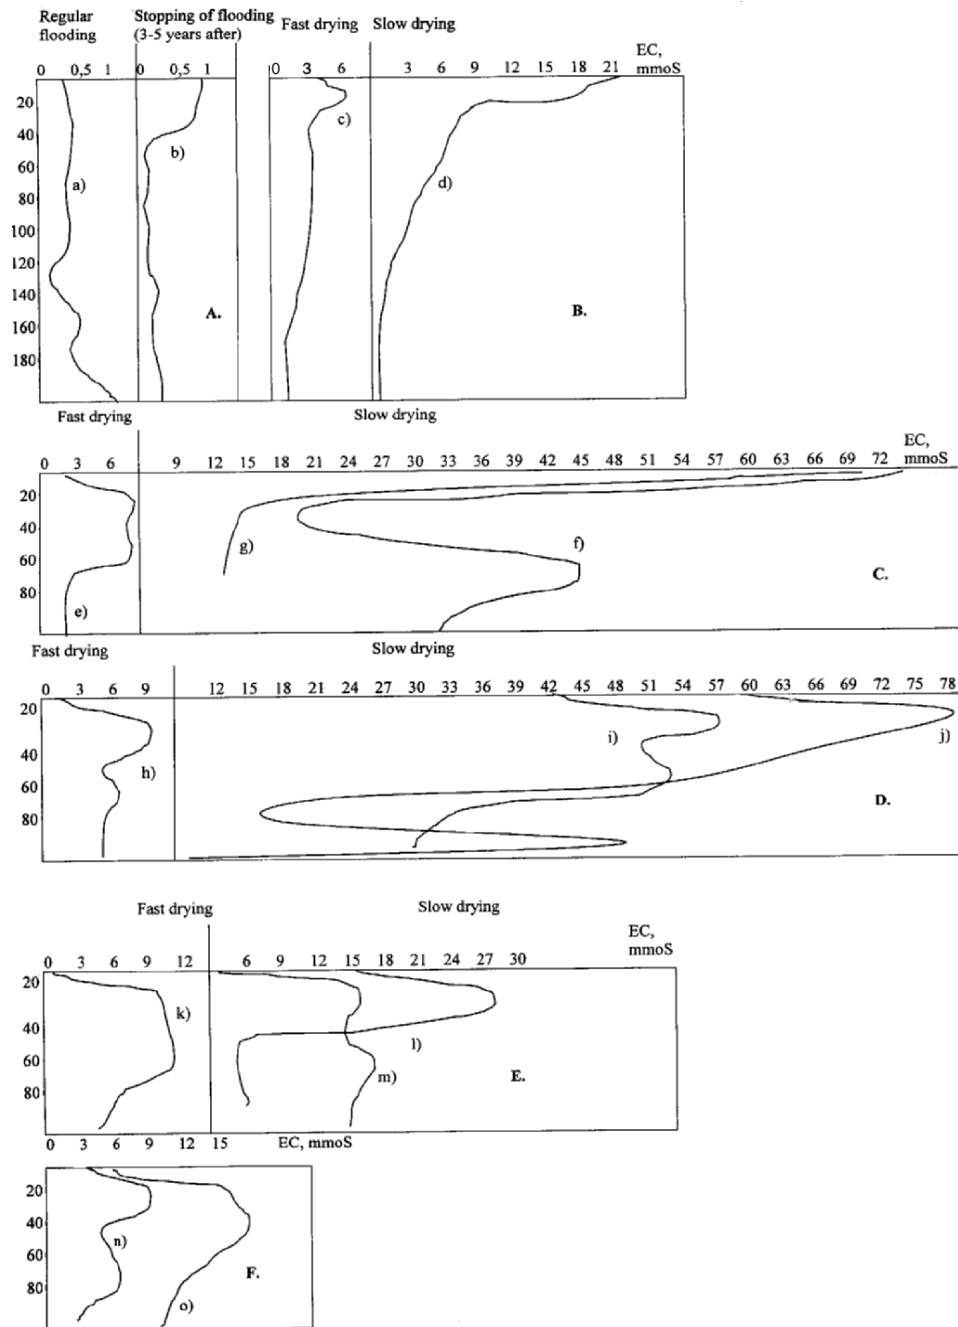 Regular
flooding
Stopping of flooding
(3-5 years after)
Fast drying
Slow drying
EC,
mmoS
0 0,5 1
0 0,5 1
0 3 6
3 6 9 12 15 18 21
20
40
60
80
100
120
140
160
180
a)
b)
c)
d)
A.
B.
Fast drying
Slow drying
EC,
mmoS
0 3 6 9 12 15 18 21 24 27 30 33 36 39 45 48 51 54 57 60 63 69 72
20
40
60
80
e)
g)
f)
C.
Fast drying
Slow drying
0 3 6 9 12 15 18 21 24 27 30 33 36 39 42 45 48 51 54 57 60 63 66 69 72 75 78
20
40
60
80
h)
i)
j)
D.
Fast drying
Slow drying
EC,
mmoS
0 3 6 9 12 6 9 12 15 18 21 24 27 30
20
40
60
80
k)
l)
m)
E.
0 3 6 9 12 15 EC, mmoS
20
40
60
80
n)
o)
F.